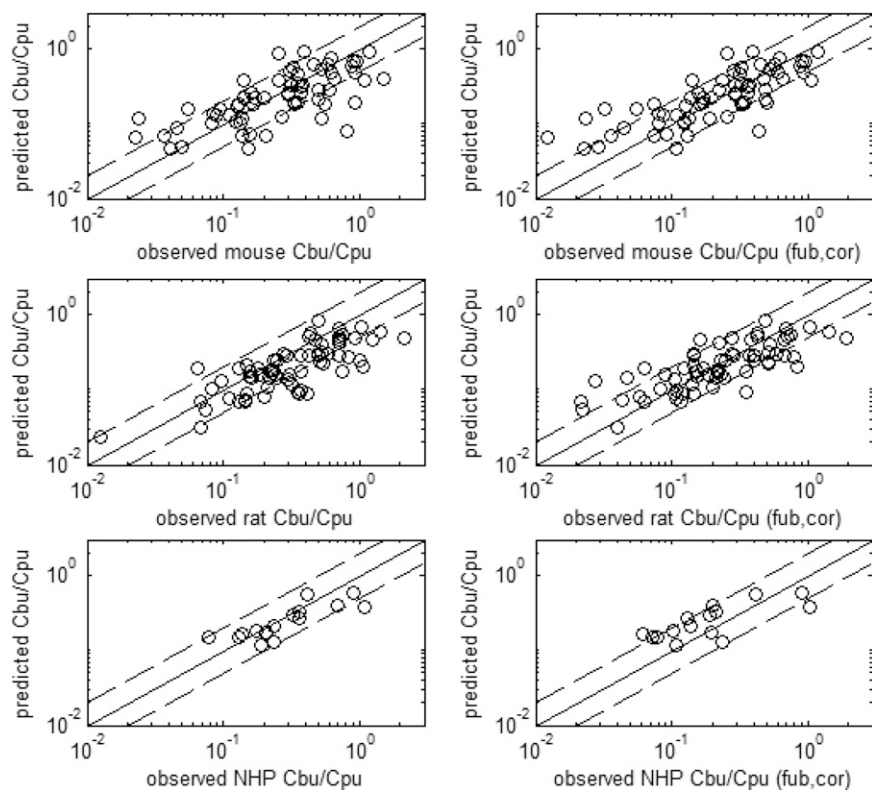 predicted Cbu/Cpu
10^0
10^-2
10^-2 10^-1 10^0
observed mouse Cbu/Cpu
predicted Cbu/Cpu
10^0
10^-2
10^-2 10^-1 10^0
observed mouse Cbu/Cpu (fub,cor)
predicted Cbu/Cpu
10^0
10^-2
10^-2 10^-1 10^0
observed rat Cbu/Cpu
predicted Cbu/Cpu
10^0
10^-2
10^-2 10^-1 10^0
observed rat Cbu/Cpu (fub,cor)
predicted Cbu/Cpu
10^0
10^-2
10^-2 10^-1 10^0
observed NHP Cbu/Cpu
predicted Cbu/Cpu
10^0
10^-2
10^-2 10^-1 10^0
observed NHP Cbu/Cpu (fub,cor)